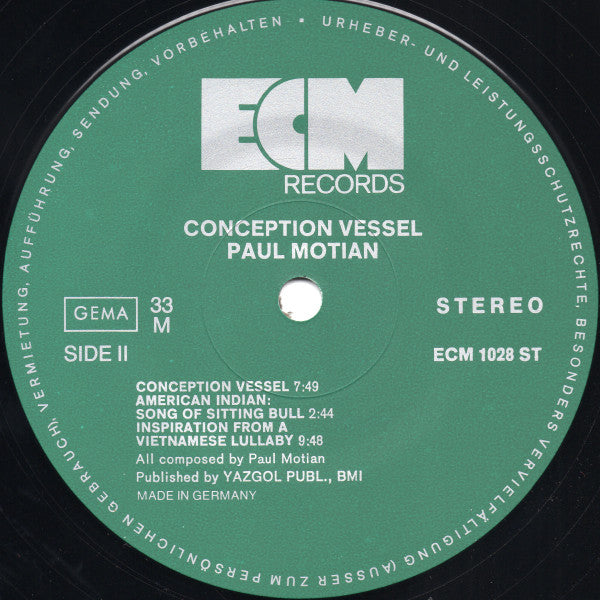 URHEBER- UND LEISTUNGSSCHUTZRECHTE, BESONDERS VERVIELFÄLTIGUNG (AUSSER ZUM PERSÖNLICHEN GEBRAUCH), VERMIETUNG, AUFFÜHRUNG, SENDUNG, VORBEHALTEN •
ECM
RECORDS
CONCEPTION VESSEL
PAUL MOTIAN
GEMA
33
M
STEREO
SIDE II
ECM 1028 ST
CONCEPTION VESSEL 7:49
AMERICAN INDIAN:
SONG OF SITTING BULL 2:44
INSPIRATION FROM A
VIETNAMESE LULLABY 9:48
All composed by Paul Motian
Published by YAZGOL PUBL., BMI
MADE IN GERMANY